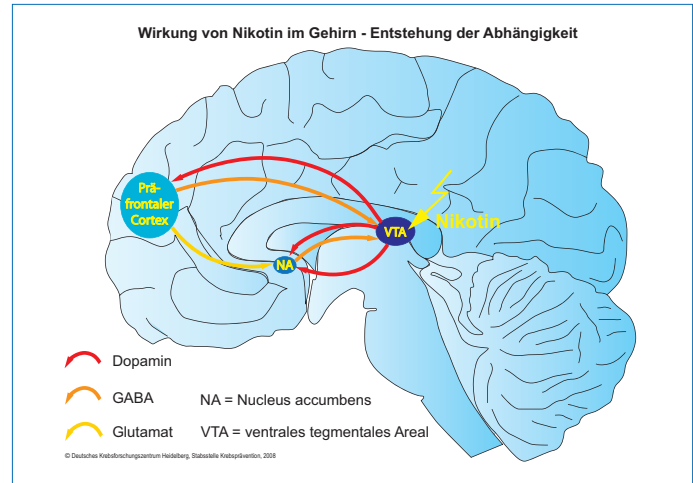 Wirkung von Nikotin im Gehirn - Entstehung der Abhängigkeit
Prä-
frontaler
Cortex
VTA
Nikotin
NA
Dopamin
GABA
NA = Nucleus accumbens
Glutamat
VTA = ventrales tegmentales Areal
© Deutsches Krebsforschungszentrum Heidelberg, Stabsstelle Krebsprävention, 2008